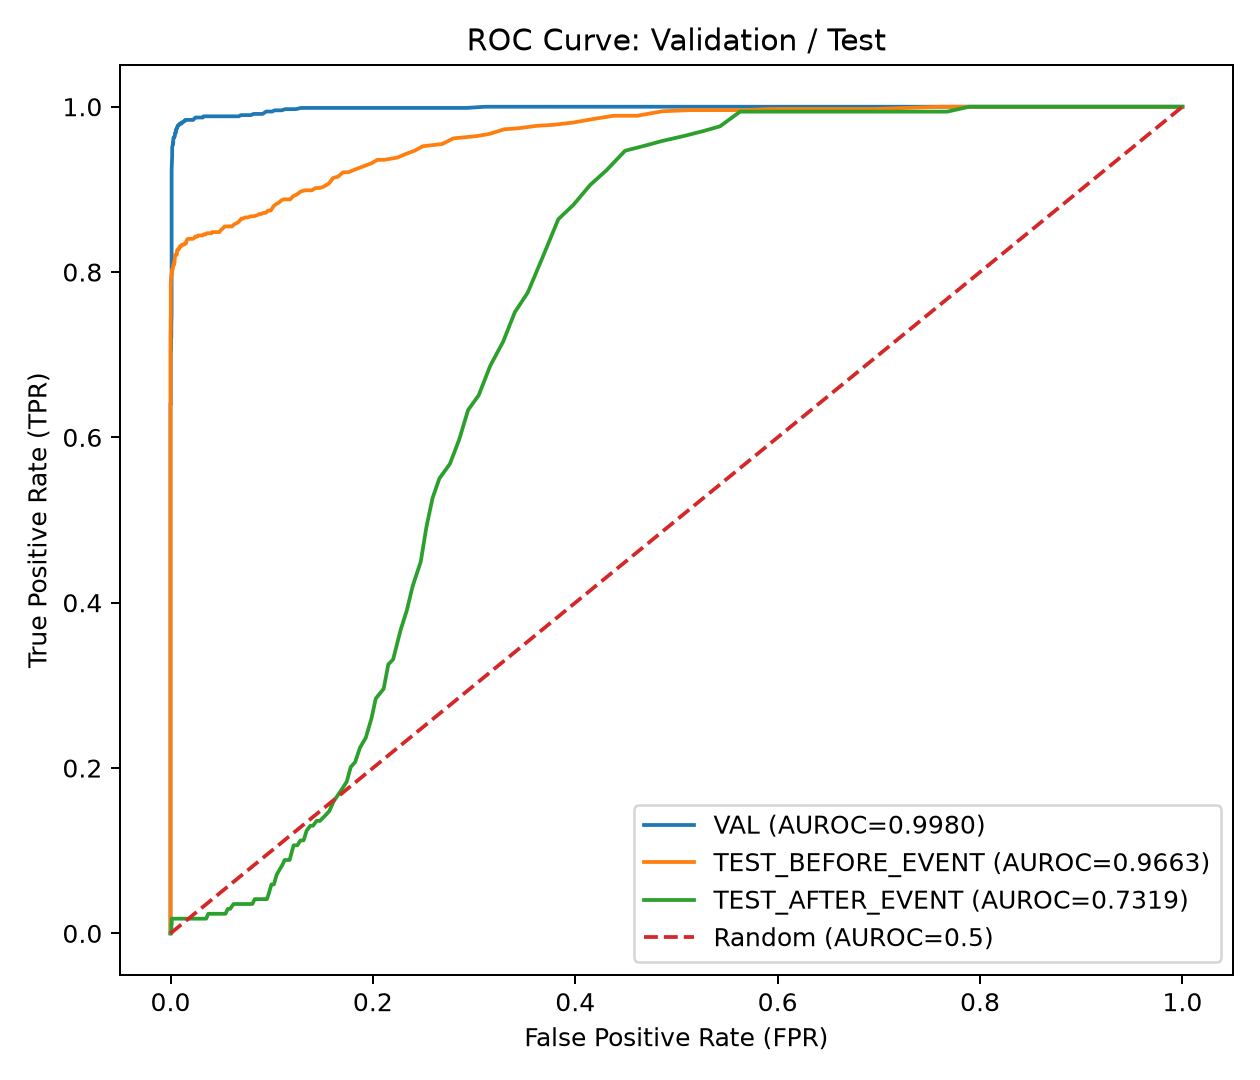 ROC Curve: Validation / Test
True Positive Rate (TPR)
1.0
0.8
0.6
0.4
0.2
0.0
VAL (AUROC=0.9980)
TEST_BEFORE_EVENT (AUROC=0.9663)
TEST_AFTER_EVENT (AUROC=0.7319)
Random (AUROC=0.5)
0.0 0.2 0.4 0.6 0.8 1.0
False Positive Rate (FPR)